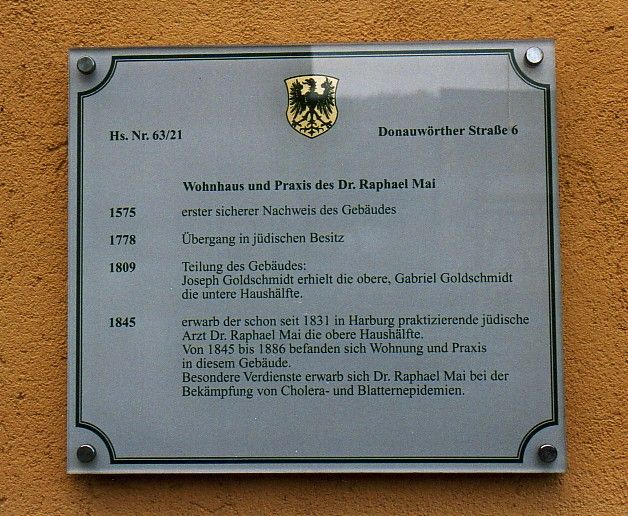 Hs. Nr. 63/21 Donauwörther Straße 6
Wohnhaus und Praxis des Dr. Raphael Mai
1575 erster sicherer Nachweis des Gebäudes
1778 Übergang in jüdischen Besitz
1809 Teilung des Gebäudes:
Joseph Goldschmidt erhielt die obere, Gabriel Goldschmidt
die untere Haushälfte.
1845 erwarb der schon seit 1831 in Harburg praktizierende jüdische
Arzt Dr. Raphael Mai die obere Haushälfte.
Von 1845 bis 1886 befanden sich Wohnung und Praxis
in diesem Gebäude.
Besondere Verdienste erwarb sich Dr. Raphael Mai bei der
Bekämpfung von Cholera- und Blatternepidemien.